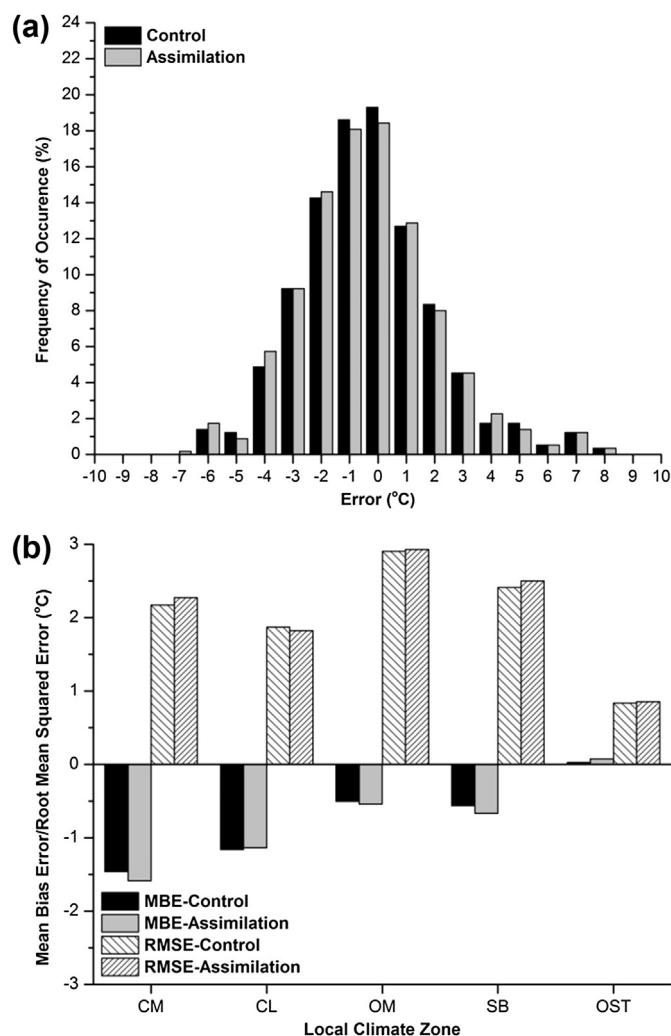 (a)
Control
Assimilation
Frequency of Occurence (%)
24
22
20
18
16
14
12
10
8
6
4
2
0
-10 -9 -8 -7 -6 -5 -4 -3 -2 -1 0 1 2 3 4 5 6 7 8 9 10
Error (°C)
(b)
Mean Bias Error/Root Mean Squared Error (°C)
3
2
1
0
-1
-2
-3
MBE-Control
MBE-Assimilation
RMSE-Control
RMSE-Assimilation
CM CL OM SB OST
Local Climate Zone